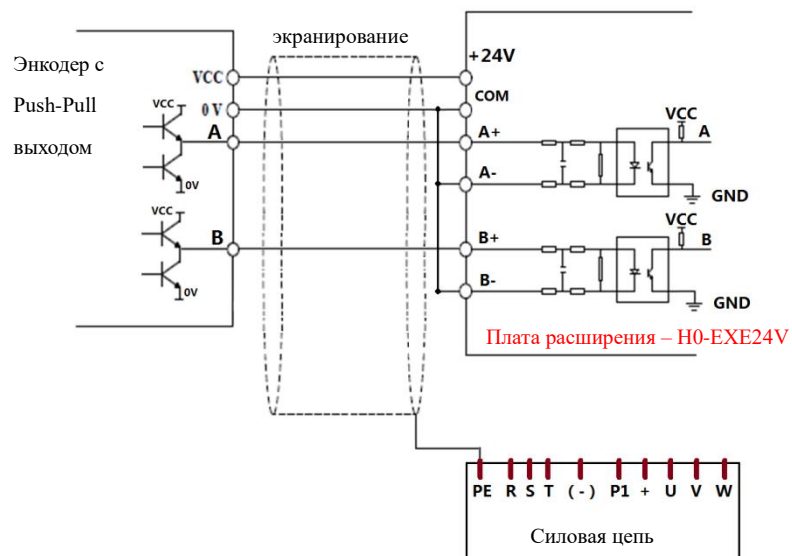 экранирование
Энкодер с
Push-Pull
выходом
VCC
0 V
A
B
VCC
0V
VCC
0V
+24V
COM
A+
A-
B+
B-
VCC
A
GND
VCC
B
GND
Плата расширения – H0-EXE24V
PE R S T (-) P1 + U V W
Силовая цепь